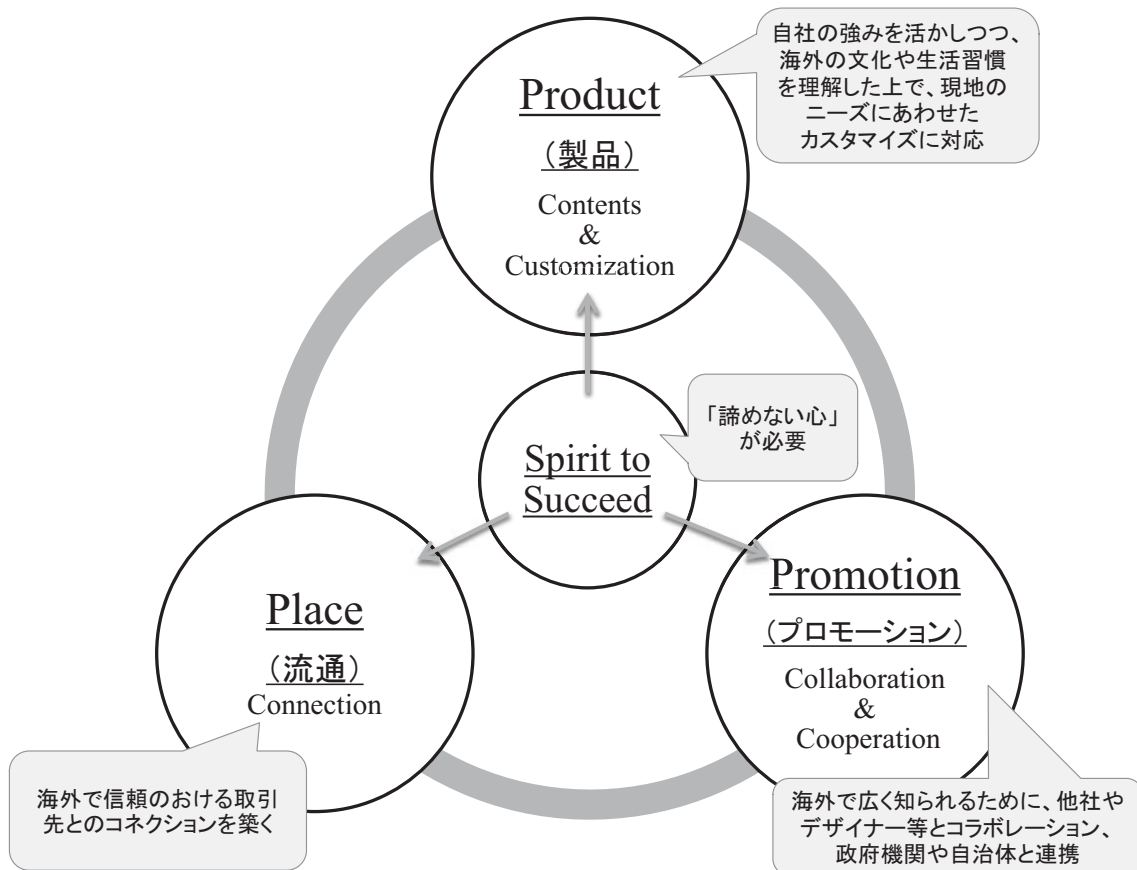 自社の強みを活かしつつ、
海外の文化や生活習慣
を理解した上で、現地の
ニーズにあわせた
カスタマイズに対応
Product
（製品）
Contents
&
Customization
「諦めない心」
が必要
Spirit to
Succeed
Place
（流通）
Connection
Promotion
（プロモーション）
Collaboration
&
Cooperation
海外で信頼のおける取引
先とのコネクションを築く
海外で広く知られるために、他社や
デザイナー等とコラボレーション、
政府機関や自治体と連携